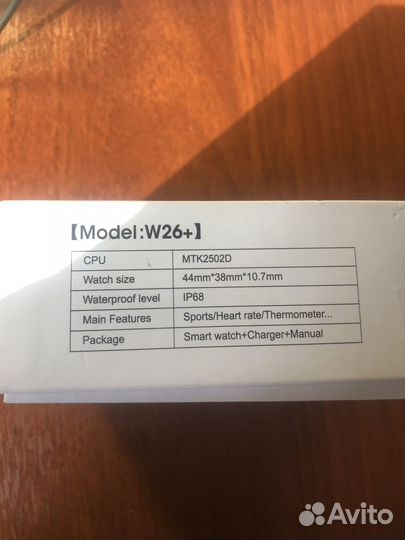 【Model:W26+】
CPU MTK2502D
Watch size 44mm*38mm*10.7mm
Waterproof level IP68
Main Features Sports/Heart rate/Thermometer...
Package Smart watch+Charger+Manual
Avito